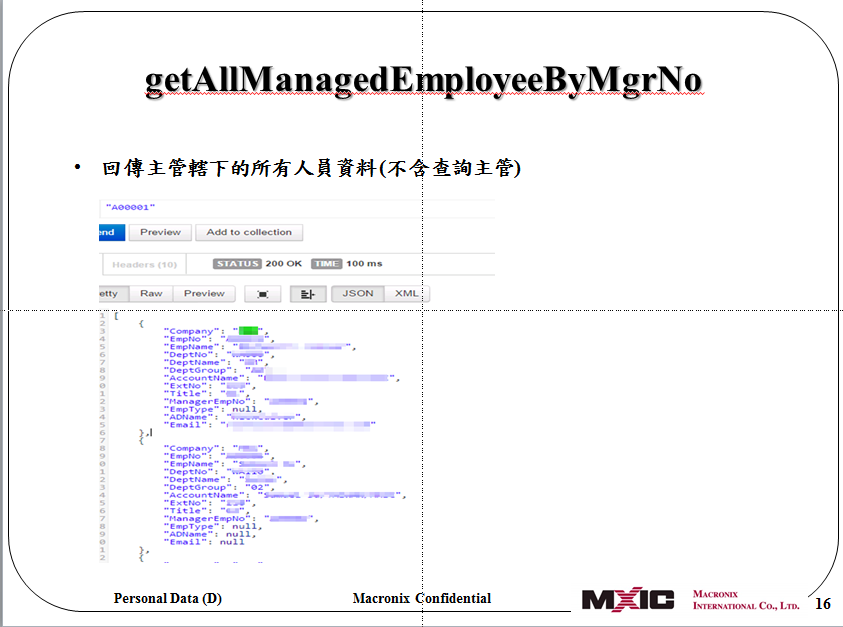 getAllManagedEmployeeByMgrNo
• 回傳主管轄下的所有人員資料(不含查詢主管)
"A00001"
end Preview Add to collection
Headers (10) STATUS 200 OK TIME 100 ms
etty Raw Preview JSON XML
[
{
"Company": "
"EmpNo": "
"EmpName": "
"DeptNo": "
"DeptName": "
"DeptGroup": "
"AccountName": "
"ExtNo": "
"Title": "
"ManagerEmpNo": "
"EmpType": null,
"ADName": "
"Email": "
},
{
"Company": "
"EmpNo": "
"EmpName": "
"DeptNo": "
"DeptName": "
"DeptGroup": "02",
"AccountName": "
"ExtNo": "
"Title": "
"ManagerEmpNo": "
"EmpType": null,
"ADName": null,
"Email": null
},
{
Personal Data (D) Macronix Confidential MXIC MACRONIX
INTERNATIONAL CO., LTD. 16